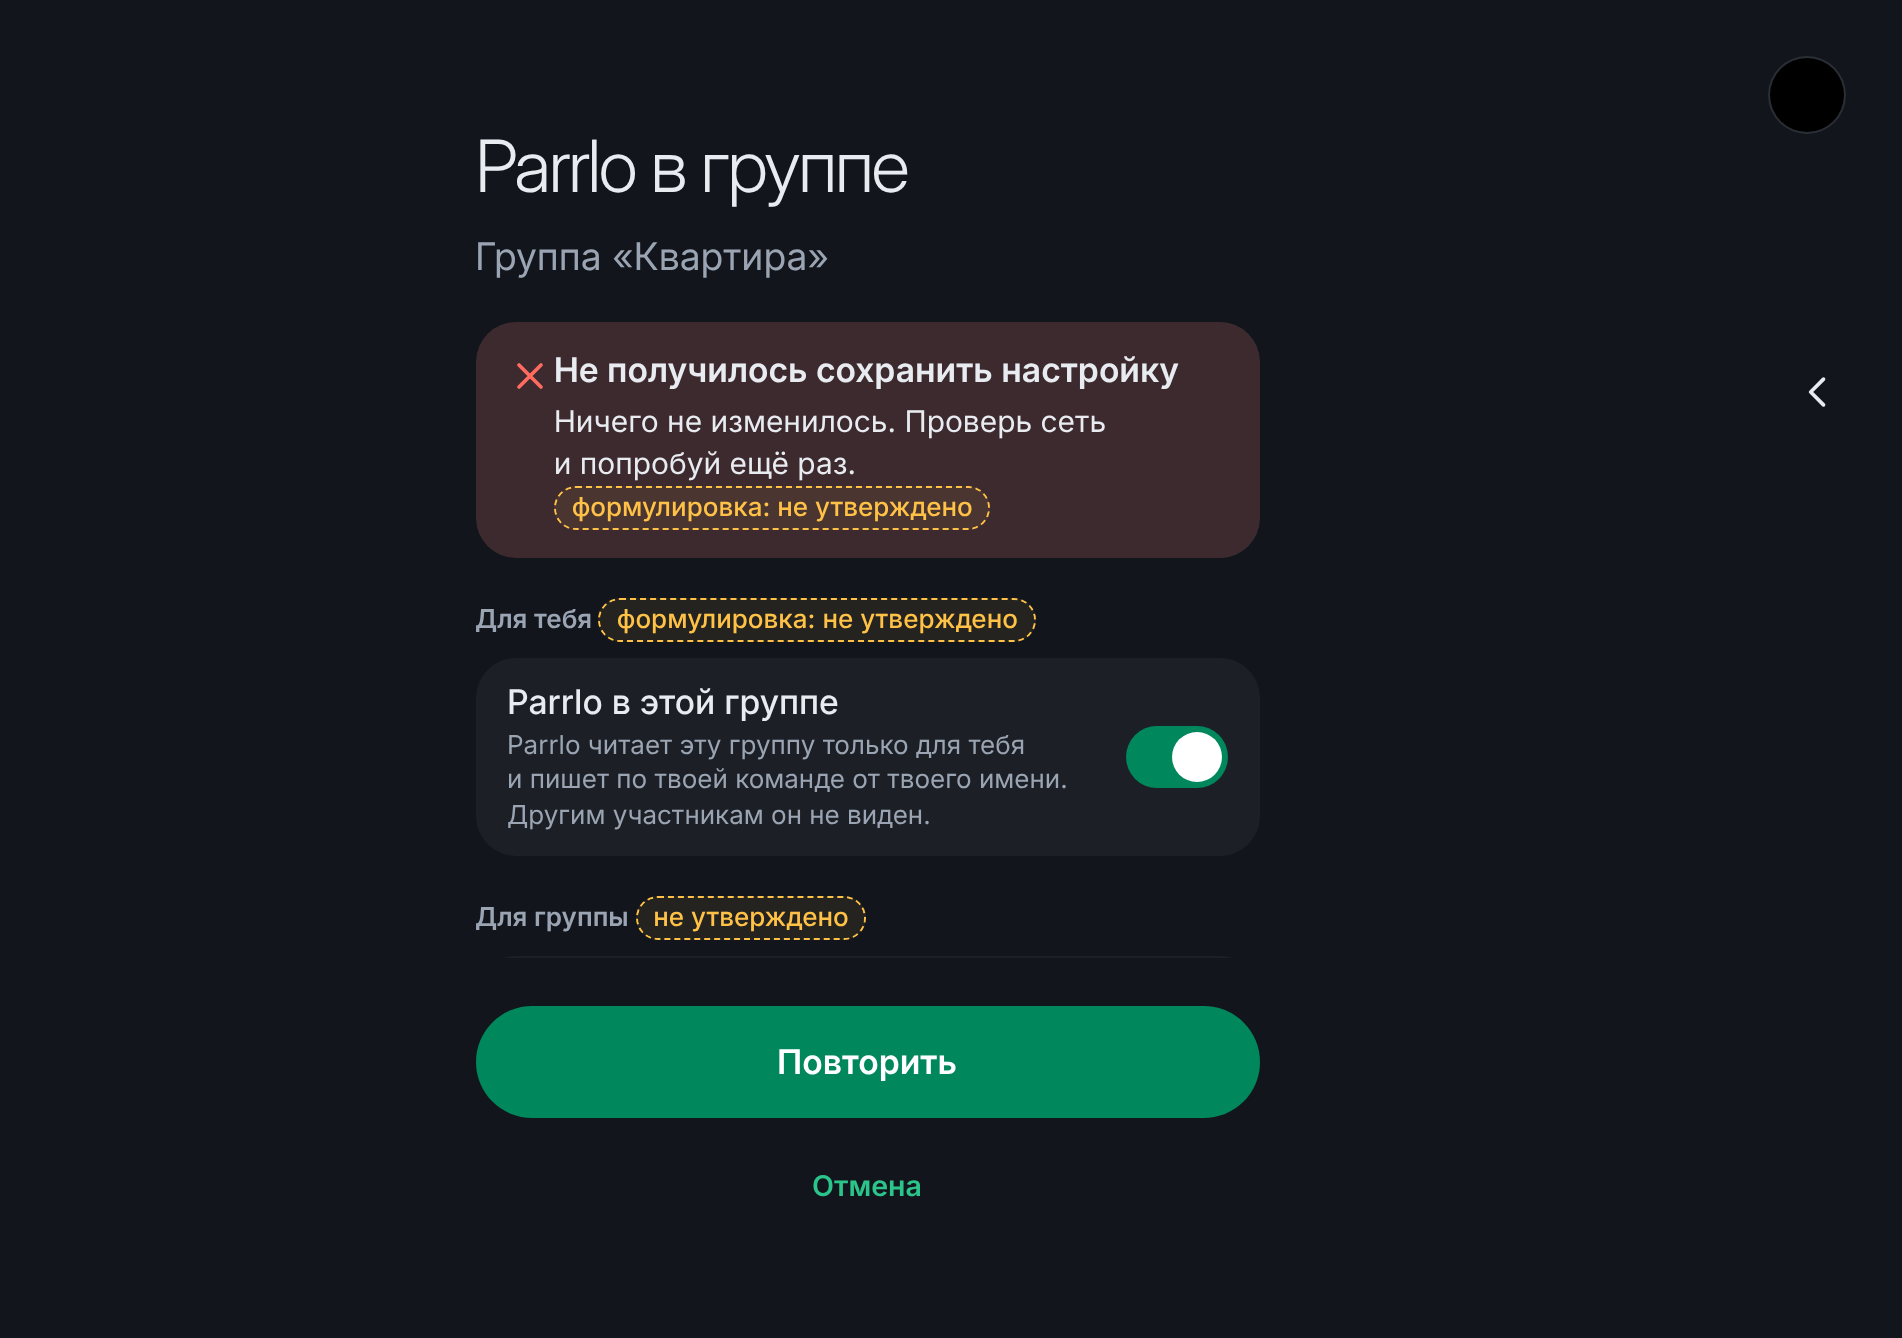 Parrlo в группе
Группа «Квартира»
Не получилось сохранить настройку
Ничего не изменилось. Проверь сеть
и попробуй ещё раз.
формулировка: не утверждено
Для тебя формулировка: не утверждено
Parrlo в этой группе
Parrlo читает эту группу только для тебя
и пишет по твоей команде от твоего имени.
Другим участникам он не виден.
Для группы не утверждено
Повторить
Отмена